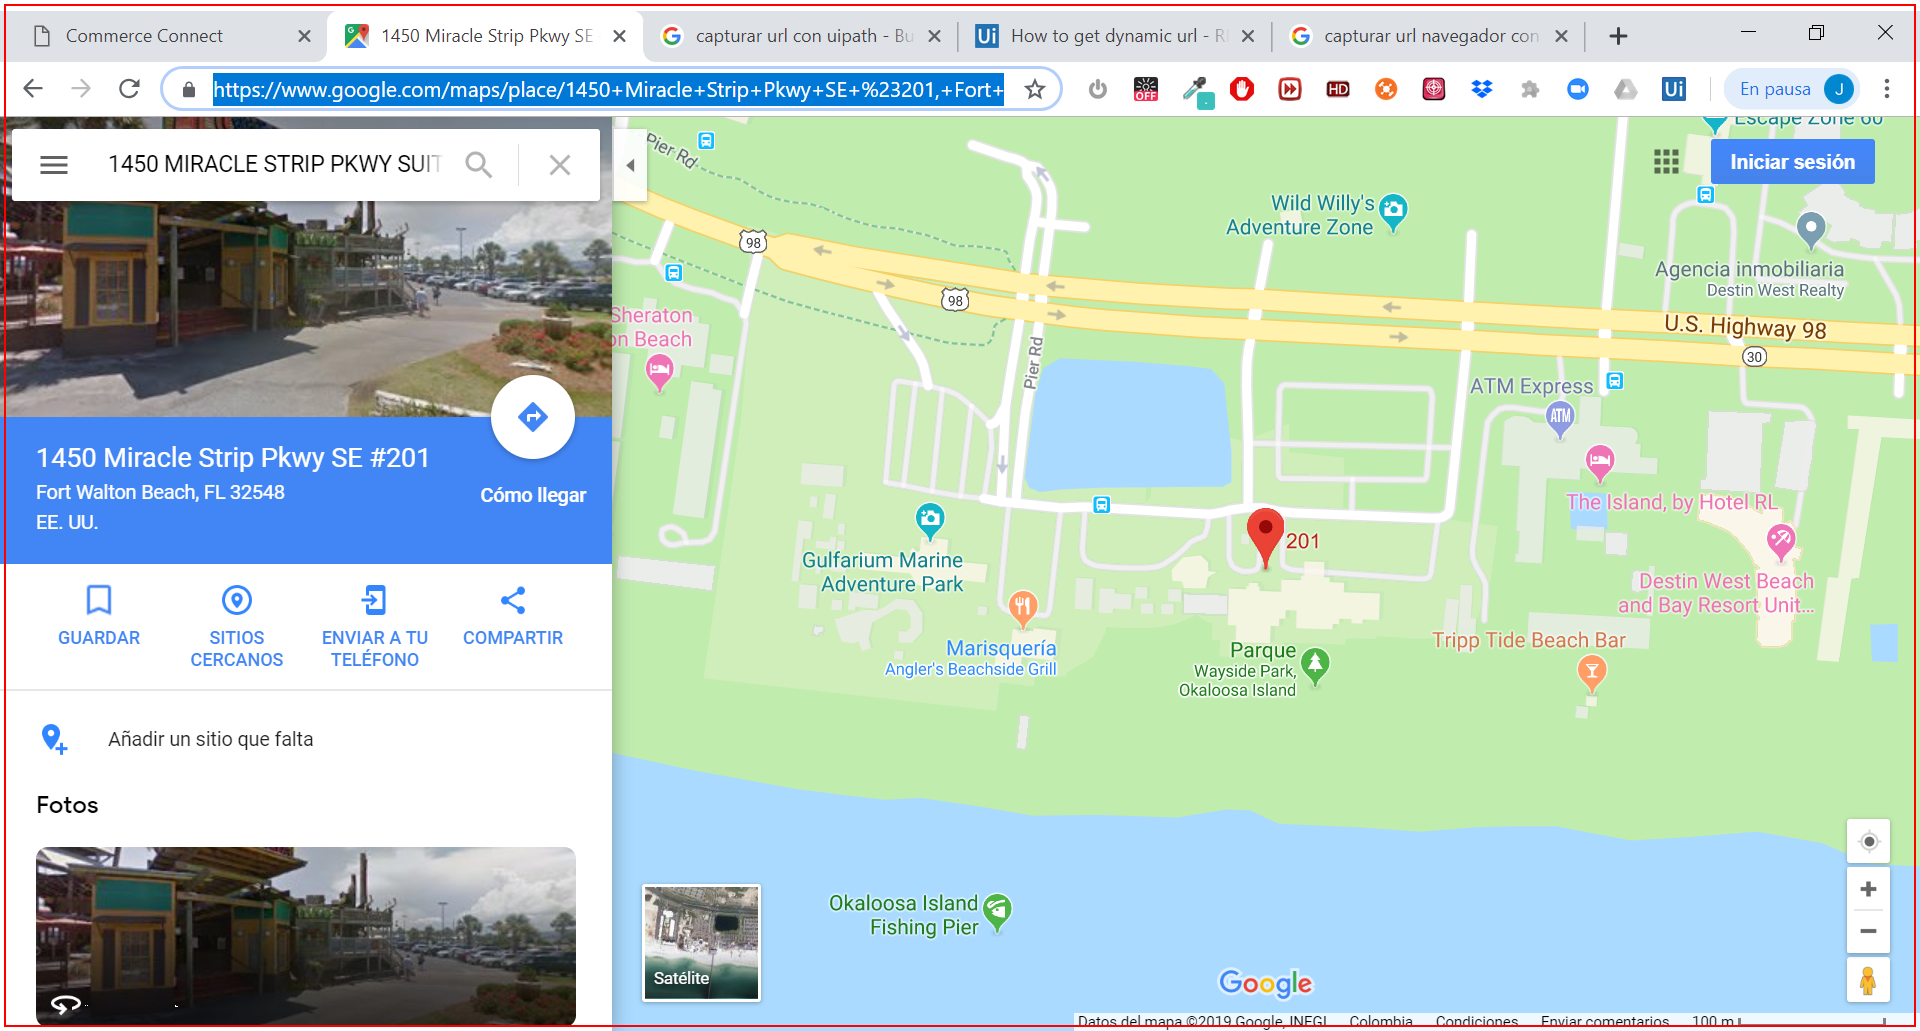 Commerce Connect
1450 Miracle Strip Pkwy SE
capturar url con uipath - Bu
Ui
How to get dynamic url - R
capturar url navegador con
https://www.google.com/maps/place/1450+Miracle+Strip+Pkwy+SE+%23201,+Fort+
OFF
HD
Ui
En pausa
J
1450 MIRACLE STRIP PKWY SUIT
1450 Miracle Strip Pkwy SE #201
Fort Walton Beach, FL 32548
EE. UU.
Cómo llegar
GUARDAR
SITIOS
CERCANOS
ENVIAR A TU
TELÉFONO
COMPARTIR
Añadir un sitio que falta
Fotos
Pier Rd
Escape Zone 60
Iniciar sesión
Wild Willy's
Adventure Zone
98
98
Agencia inmobiliaria
Destin West Realty
Sheraton
on Beach
U.S. Highway 98
30
Pier Rd
ATM Express
ATM
The Island, by Hotel RL
201
Gulfarium Marine
Adventure Park
Destin West Beach
and Bay Resort Unit...
Marisquería
Angler's Beachside Grill
Parque
Wayside Park,
Okaloosa Island
Tripp Tide Beach Bar
Okaloosa Island
Fishing Pier
Satélite
Google
Datos del mapa ©2019 Google, INEGI
Colombia
Condiciones
Enviar comentarios
100 m